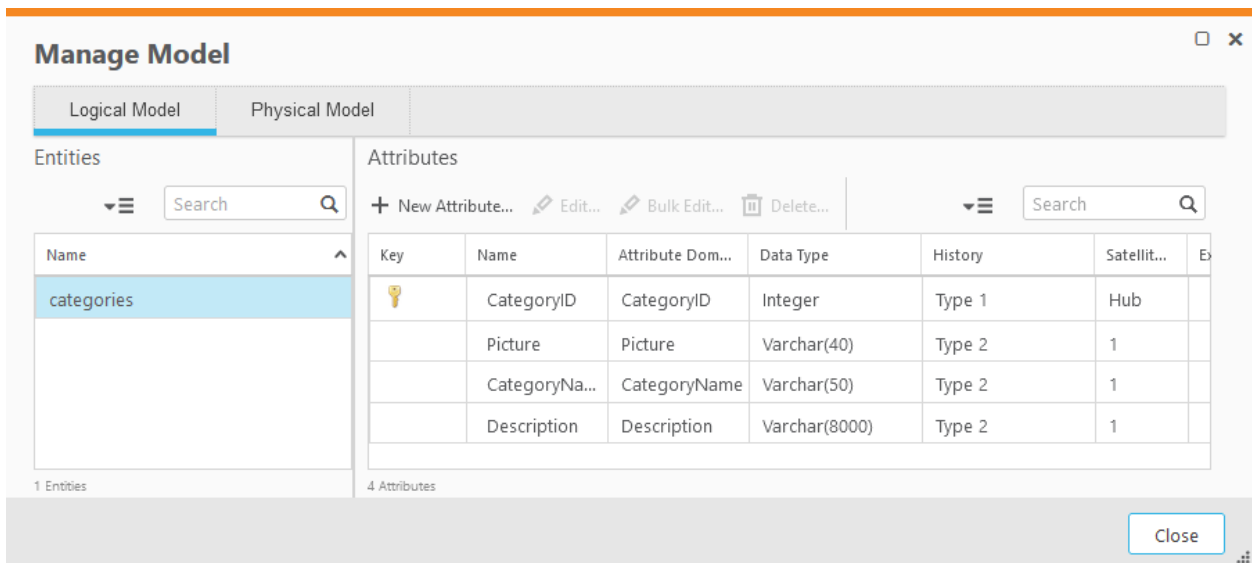 Manage Model
Logical Model Physical Model
Entities
Search
Name
categories
1 Entities
Attributes
New Attribute... Edit... Bulk Edit... Delete... Search
Key Name Attribute Dom... Data Type History Satellit... Ex
CategoryID CategoryID Integer Type 1 Hub
Picture Picture Varchar(40) Type 2 1
CategoryNa... CategoryName Varchar(50) Type 2 1
Description Description Varchar(8000) Type 2 1
4 Attributes
Close